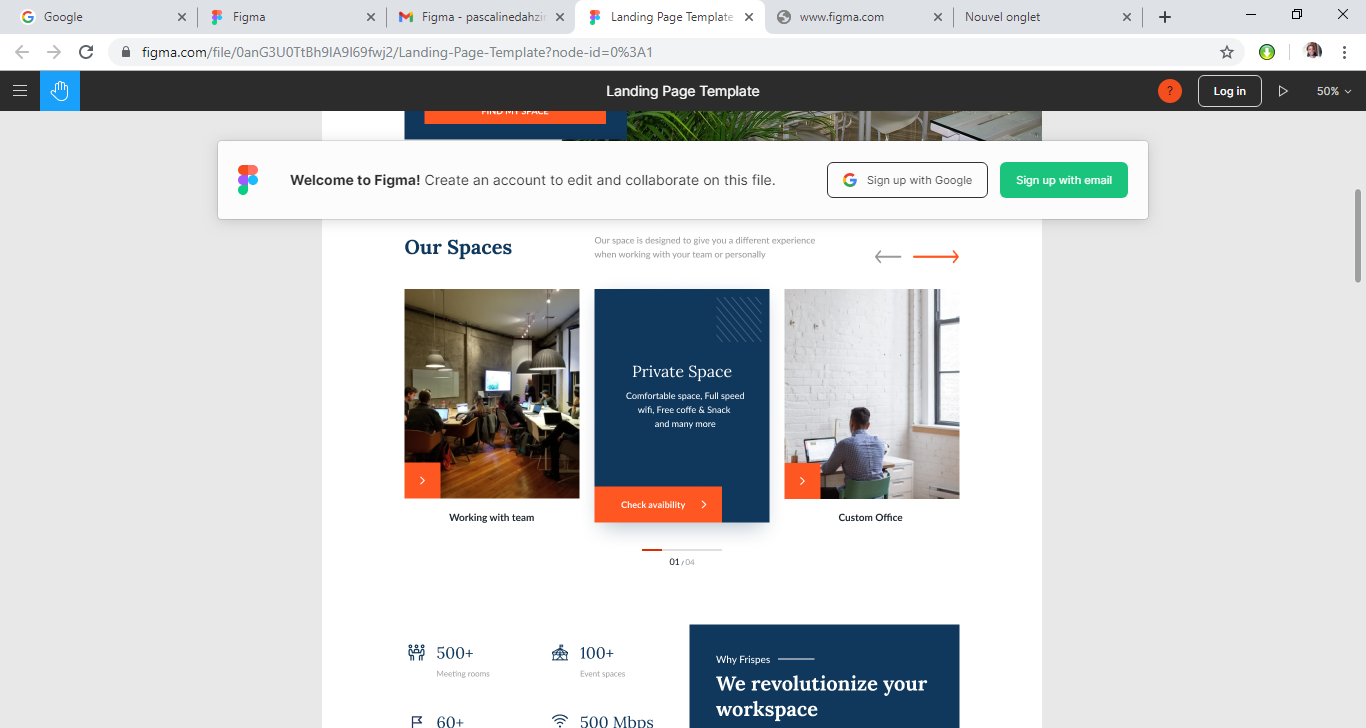 Google
Figma
Figma - pascalinedahzin
Landing Page Template
www.figma.com
Nouvel onglet
figma.com/file/0anG3U0TtBh9lA9I69fwj2/Landing-Page-Template?node-id=0%3A1
Landing Page Template
?
Log in
50%
FIND MY SPACE
Welcome to Figma! Create an account to edit and collaborate on this file.
Sign up with Google
Sign up with email
Our Spaces
Our space is designed to give you a different experience
when working with your team or personally
Private Space
Comfortable space, Full speed
wifi, Free coffe & Snack
and many more
Check avalbility
Working with team
Custom Office
01 / 04
500+
Meeting rooms
100+
Event spaces
60+
500 Mbps
Why Frispes
We revolutionize your
workspace